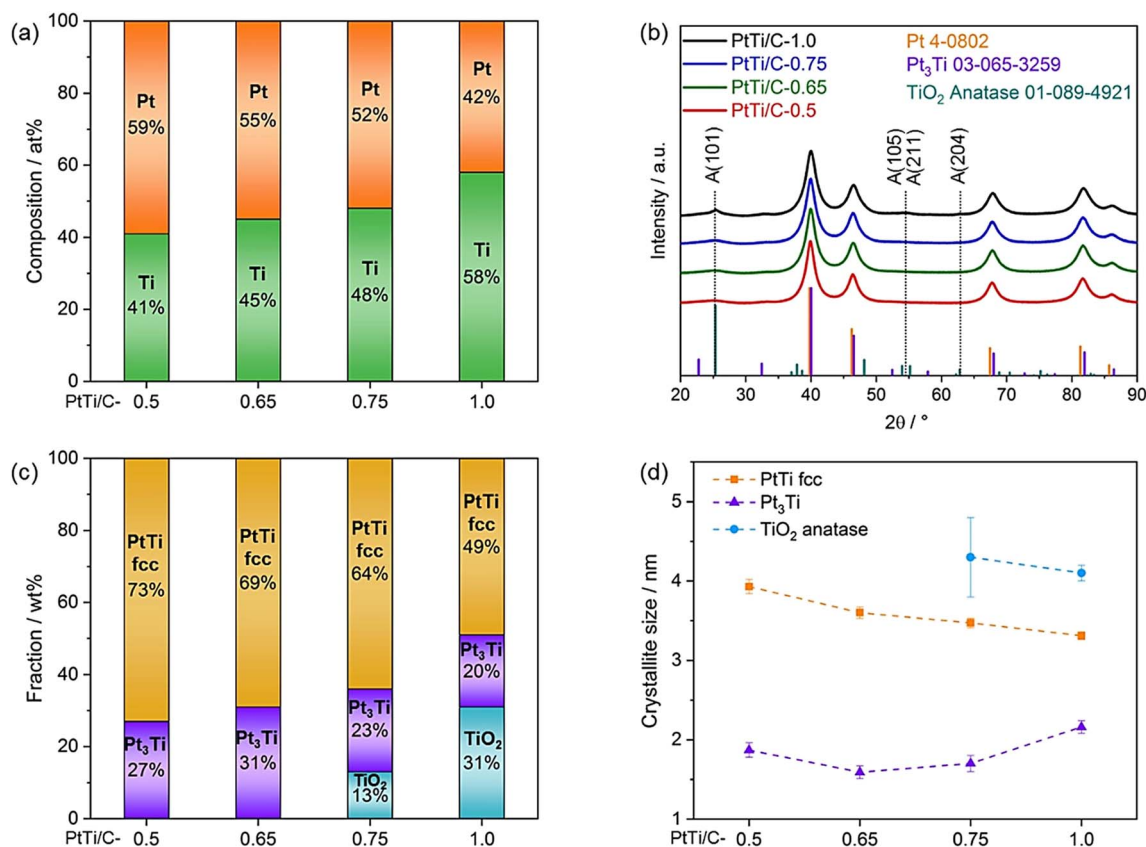 (a)
Composition / at%
100
80
60
40
20
0
Pt
59%
Ti
41%
Pt
55%
Ti
45%
Pt
52%
Ti
48%
Pt
42%
Ti
58%
PtTi/C- 0.5 0.65 0.75 1.0
(b)
Intensity / a.u.
PtTi/C-1.0
PtTi/C-0.75
PtTi/C-0.65
PtTi/C-0.5
Pt 4-0802
Pt₃Ti 03-065-3259
TiO₂ Anatase 01-089-4921
A(101)
A(105)
A(211)
A(204)
20 30 40 50 60 70 80 90
2θ / °
(c)
Fraction / wt%
100
80
60
40
20
0
PtTi
fcc
73%
Pt₃Ti
27%
PtTi
fcc
69%
Pt₃Ti
31%
PtTi
fcc
64%
Pt₃Ti
23%
TiO₂
13%
PtTi
fcc
49%
Pt₃Ti
20%
TiO₂
31%
PtTi/C- 0.5 0.65 0.75 1.0
(d)
Crystallite size / nm
PtTi fcc
Pt₃Ti
TiO₂ anatase
5
4
3
2
1
PtTi/C- 0.5 0.65 0.75 1.0